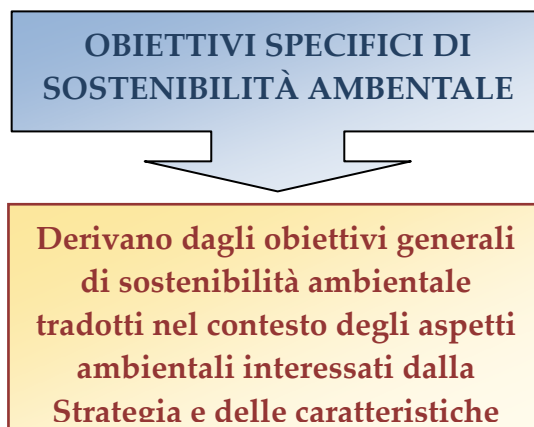 OBIETTIVI SPECIFICI DI
SOSTENIBILITÀ AMBENTALE
Derivano dagli obiettivi generali
di sostenibilità ambientale
tradotti nel contesto degli aspetti
ambientali interessati dalla
Strategia e delle caratteristiche